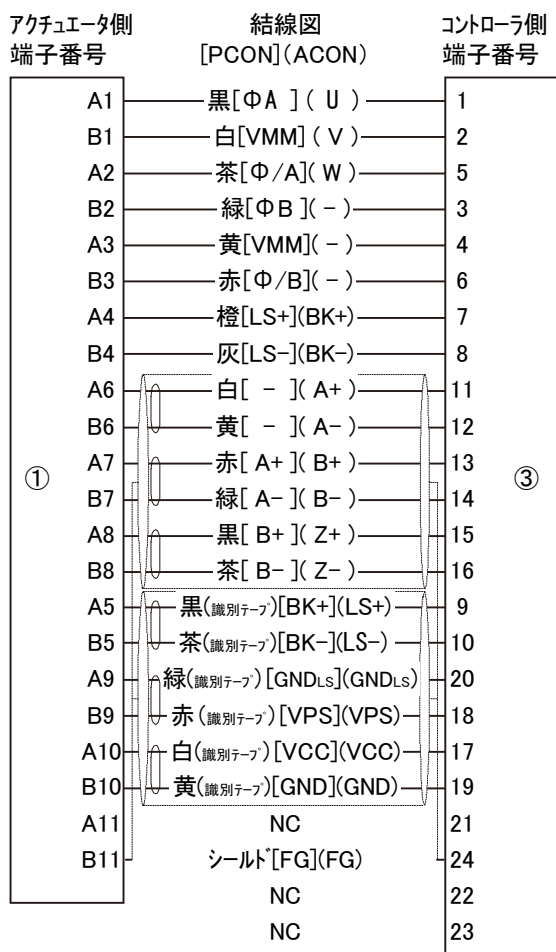 アクチュエータ側 結線図 コントローラ側
端子番号 [PCON](ACON) 端子番号
A1 黒[ΦA ]( U ) 1
B1 白[VMM]( V ) 2
A2 茶[Φ/A]( W ) 5
B2 緑[ΦB ]( − ) 3
A3 黄[VMM]( − ) 4
B3 赤[Φ/B]( − ) 6
A4 橙[LS+](BK+) 7
B4 灰[LS−](BK−) 8
A6 白[ − ]( A+ ) 11
B6 黄[ − ]( A− ) 12
A7 赤[ A+ ]( B+ ) 13
① ③
B7 緑[ A− ]( B− ) 14
A8 黒[ B+ ]( Z+ ) 15
B8 茶[ B− ]( Z− ) 16
A5 黒(識別テープ)[BK+](LS+) 9
B5 茶(識別テープ)[BK−](LS−) 10
A9 緑(識別テープ)[GNDLS](GNDLS) 20
B9 赤(識別テープ)[VPS](VPS) 18
A10 白(識別テープ)[VCC](VCC) 17
B10 黄(識別テープ)[GND](GND) 19
A11 NC 21
B11 シールド[FG](FG) 24
NC 22
NC 23